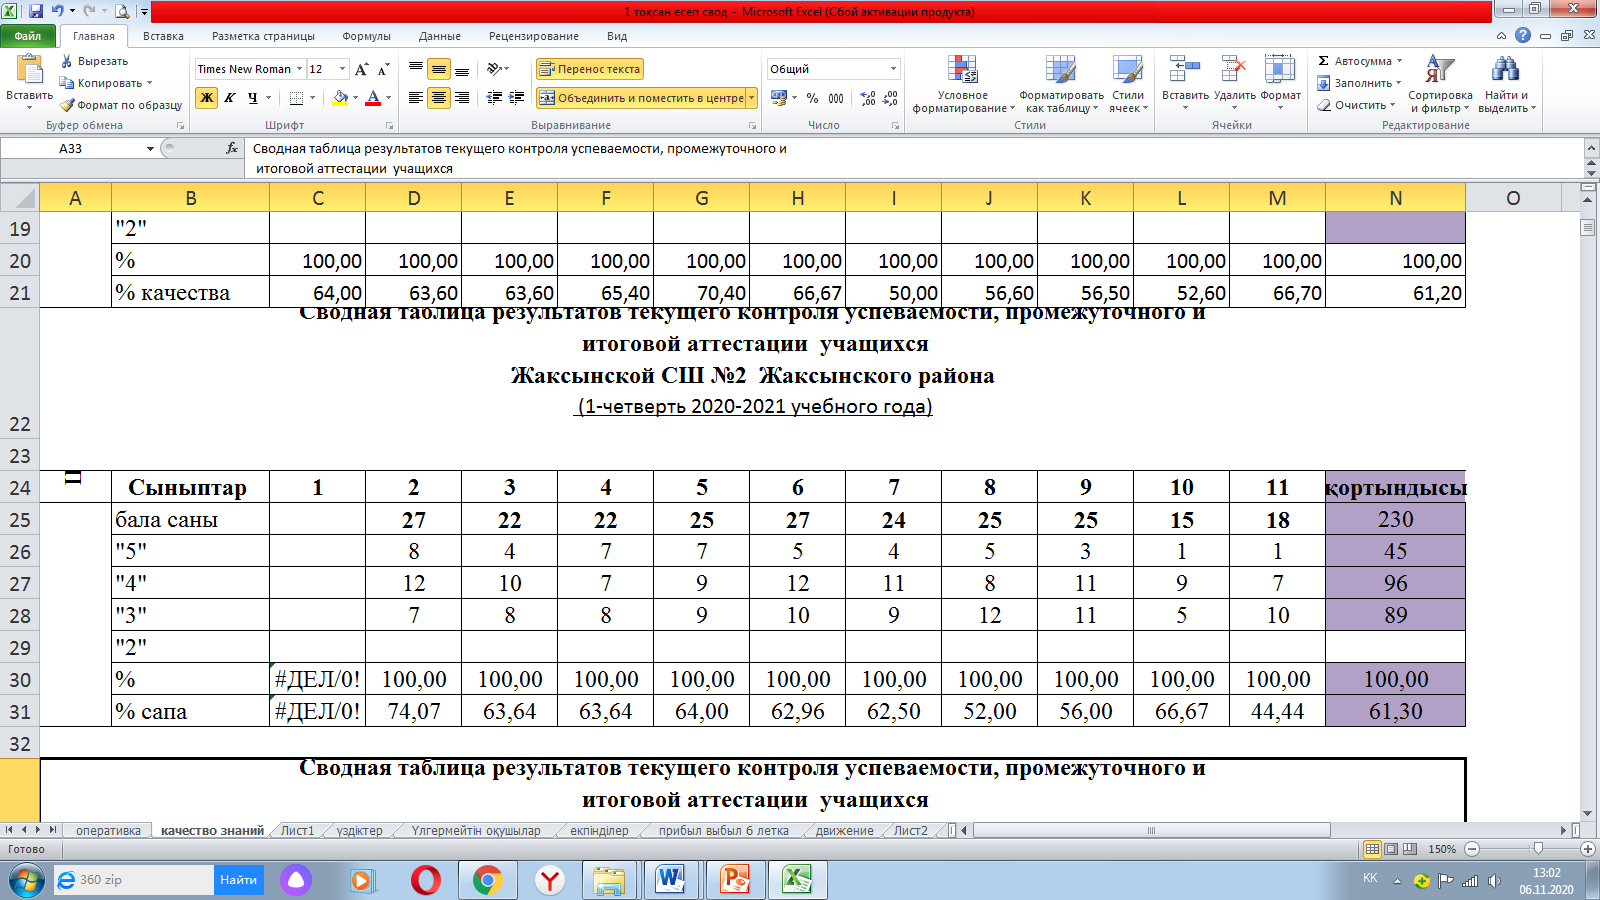 1 тоқсан есеп свод - Microsoft Excel (Сбой активации продукта)
Файл Главная Вставка Разметка страницы Формулы Данные Рецензирование Вид
Вставить Вырезать
Копировать
Формат по образцу
Буфер обмена
Times New Roman 12
Ж К Ч А А
Шрифт
Перенос текста
Объединить и поместить в центре
Выравнивание
Общий
% 000
Число
Условное форматирование Форматировать как таблицу Стили ячеек
Стили
Вставить Удалить Формат
Ячейки
Σ Автосумма
Заполнить
Очистить
Сортировка и фильтр Найти и выделить
Редактирование
A33 fx Сводная таблица результатов текущего контроля успеваемости, промежуточного и
итоговой аттестации учащихся
A B C D E F G H I J K L M N O
19 "2"
20 % 100,00 100,00 100,00 100,00 100,00 100,00 100,00 100,00 100,00 100,00 100,00 100,00
21 % качества 64,00 63,60 63,60 65,40 70,40 66,67 50,00 56,60 56,50 52,60 66,70 61,20
Сводная таблица результатов текущего контроля успеваемости, промежуточного и
итоговой аттестации учащихся
Жаксынской СШ №2 Жаксынского района
(1-четверть 2020-2021 учебного года)
22
23
24 Сыныптар 1 2 3 4 5 6 7 8 9 10 11 қортындысы
25 бала саны 27 22 22 25 27 24 25 25 15 18 230
26 "5" 8 4 7 7 5 4 5 3 1 1 45
27 "4" 12 10 7 9 12 11 8 11 9 7 96
28 "3" 7 8 8 9 10 9 12 11 5 10 89
29 "2"
30 % #ДЕЛ/0! 100,00 100,00 100,00 100,00 100,00 100,00 100,00 100,00 100,00 100,00 100,00
31 % сапа #ДЕЛ/0! 74,07 63,64 63,64 64,00 62,96 62,50 52,00 56,00 66,67 44,44 61,30
32
Сводная таблица результатов текущего контроля успеваемости, промежуточного и
итоговой аттестации учащихся
оперативка качество знаний Лист1 үздіктер Үлгермейтін оқушылар екпінділер прибыл выбыл 6 летка движение Лист2
Готово 150%
360 zip Найти KK 13:02
06.11.2020